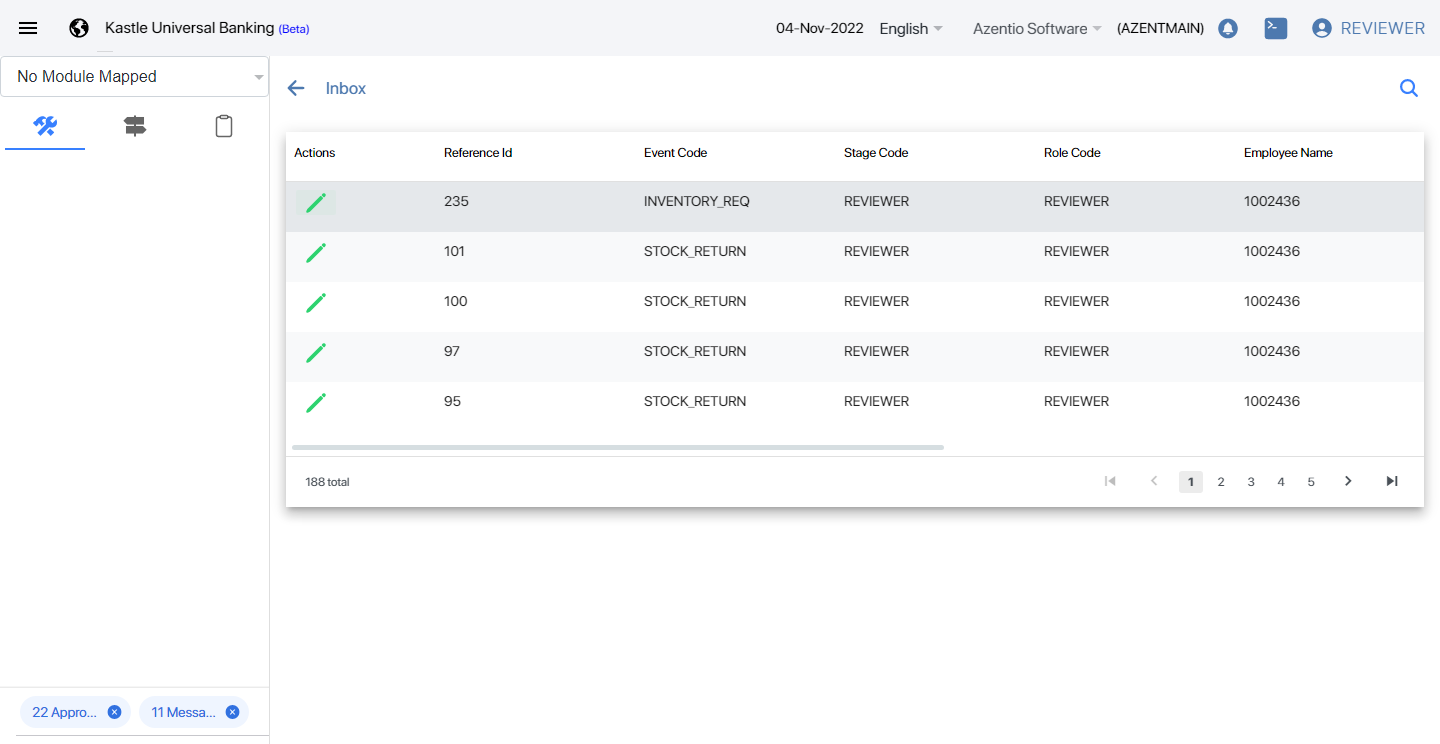 Kastle Universal Banking (Beta) 04-Nov-2022 English Azentio Software (AZENTMAIN) REVIEWER
No Module Mapped
Inbox
Actions Reference Id Event Code Stage Code Role Code Employee Name
235 INVENTORY_REQ REVIEWER REVIEWER 1002436
101 STOCK_RETURN REVIEWER REVIEWER 1002436
100 STOCK_RETURN REVIEWER REVIEWER 1002436
97 STOCK_RETURN REVIEWER REVIEWER 1002436
95 STOCK_RETURN REVIEWER REVIEWER 1002436
188 total 1 2 3 4 5
22 Appro... 11 Messa...